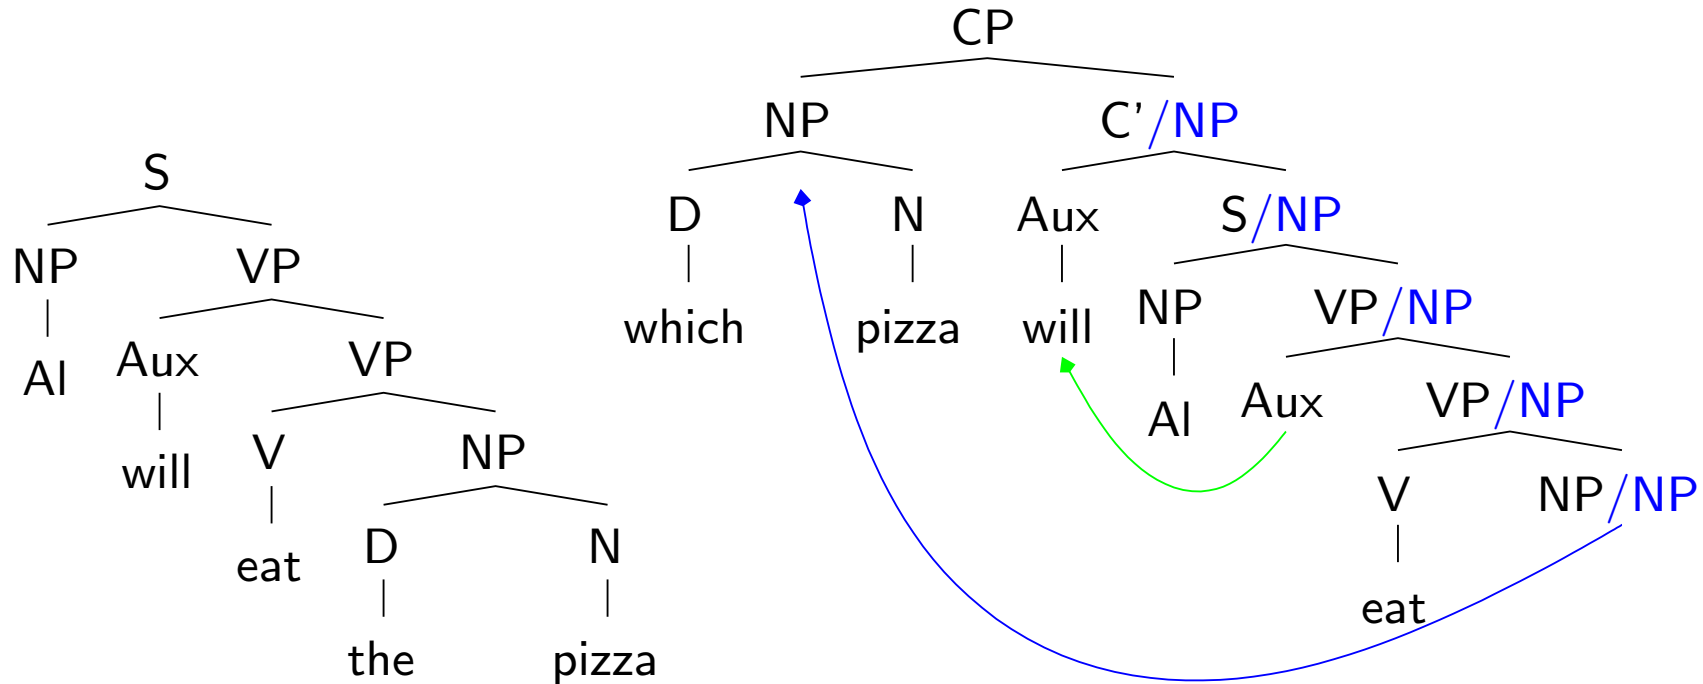 CP
NP C'/NP
S
D N Aux S/NP
NP VP
which pizza will NP VP/NP
Al Aux VP
Al Aux VP/NP
will V NP
V NP/NP
eat D N
eat
the pizza